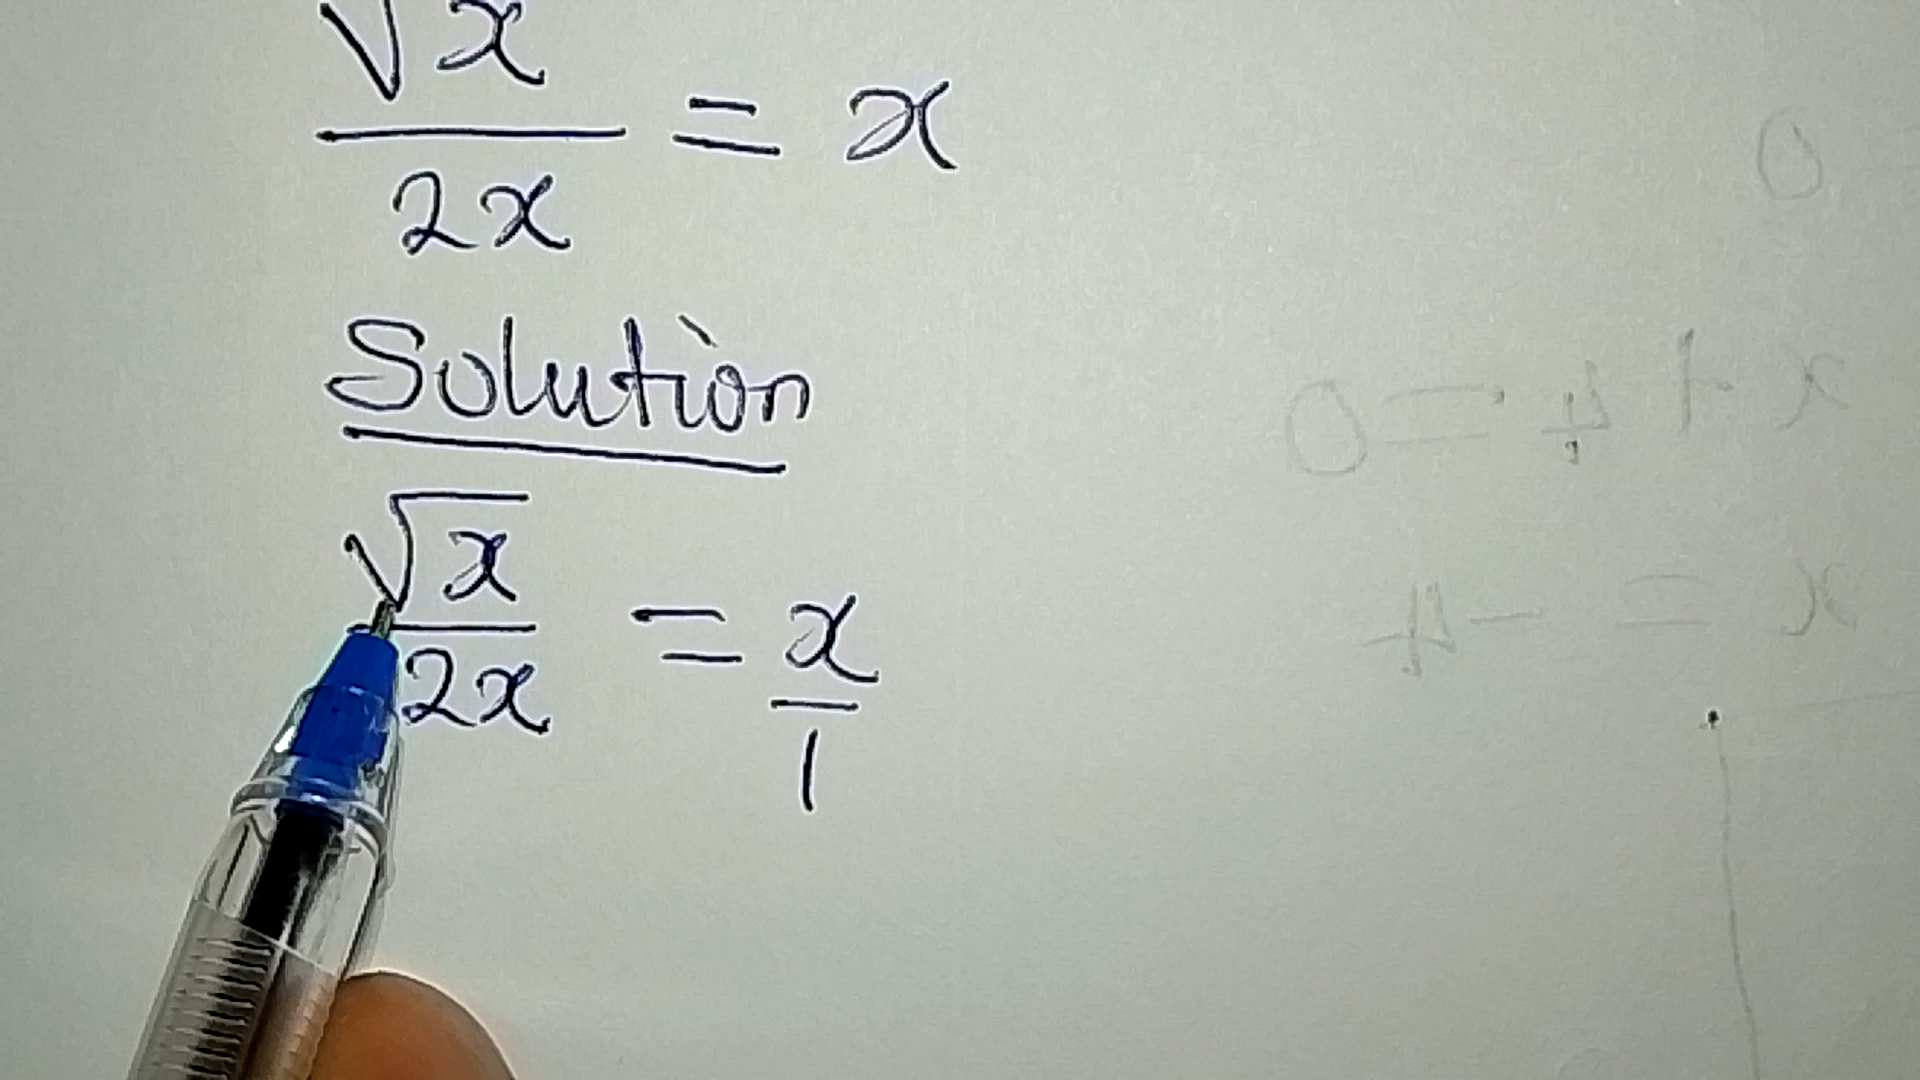 √x/2x = x
Solution
√x/2x = x/1